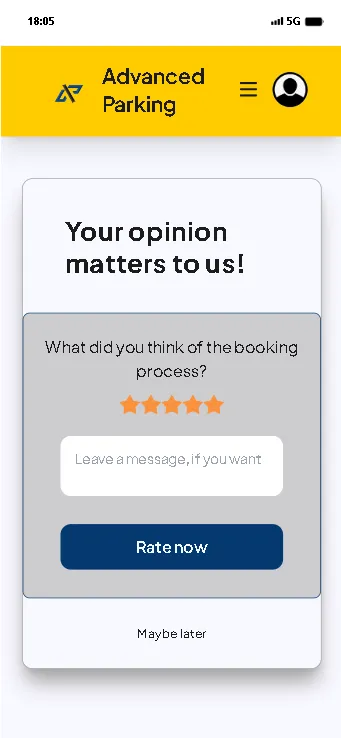 18:05
5G
Advanced
Parking
Your opinion
matters to us!
What did you think of the booking
process?
Leave a message, if you want
Rate now
Maybe later